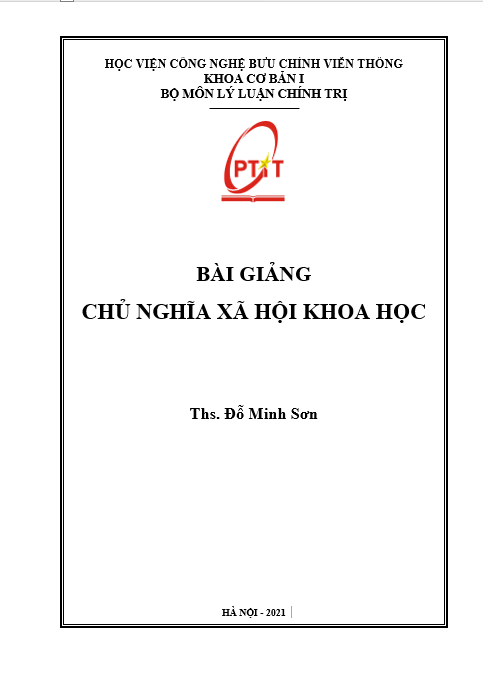 HỌC VIỆN CÔNG NGHỆ BƯU CHÍNH VIỄN THÔNG
KHOA CƠ BẢN I
BỘ MÔN LÝ LUẬN CHÍNH TRỊ
PTIT
BÀI GIẢNG
CHỦ NGHĨA XÃ HỘI KHOA HỌC
Ths. Đỗ Minh Sơn
HÀ NỘI - 2021